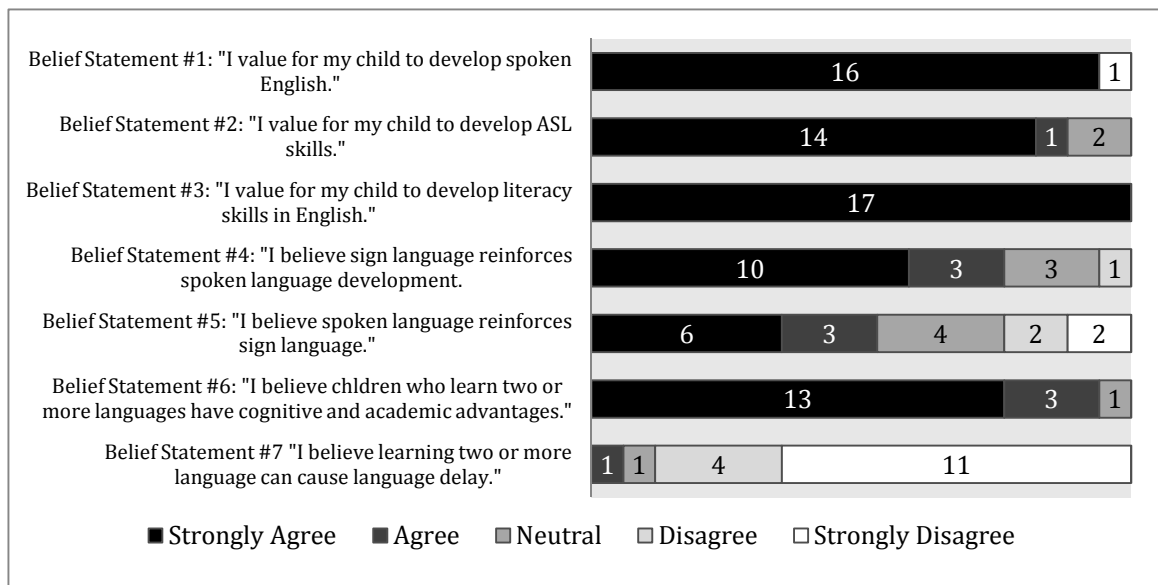 Belief Statement #1: "I value for my child to develop spoken
English."
16 1
Belief Statement #2: "I value for my child to develop ASL
skills."
14 1 2
Belief Statement #3: "I value for my child to develop literacy
skills in English."
17
Belief Statement #4: "I believe sign language reinforces
spoken language development.
10 3 3 1
Belief Statement #5: "I believe spoken language reinforces
sign language."
6 3 4 2 2
Belief Statement #6: "I believe chldren who learn two or
more languages have cognitive and academic advantages."
13 3 1
Belief Statement #7 "I believe learning two or more
language can cause language delay."
1 1 4 11
Strongly Agree Agree Neutral Disagree Strongly Disagree